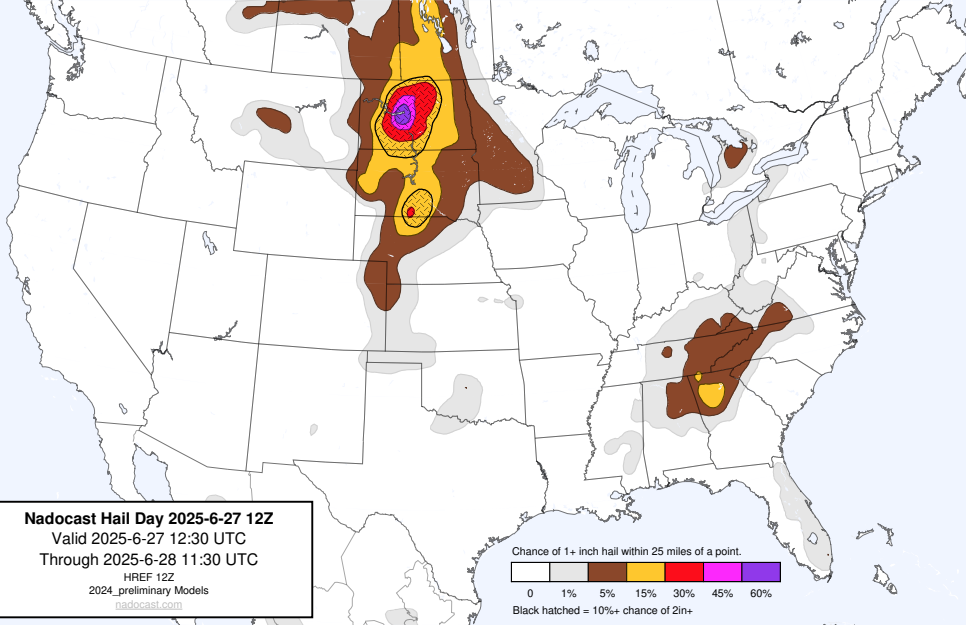 Nadocast Hail Day 2025-6-27 12Z
Valid 2025-6-27 12:30 UTC
Through 2025-6-28 11:30 UTC
HREF 12Z
2024_preliminary Models
nadocast.com
Chance of 1+ inch hail within 25 miles of a point.
0 1% 5% 15% 30% 45% 60%
Black hatched = 10%+ chance of 2in+